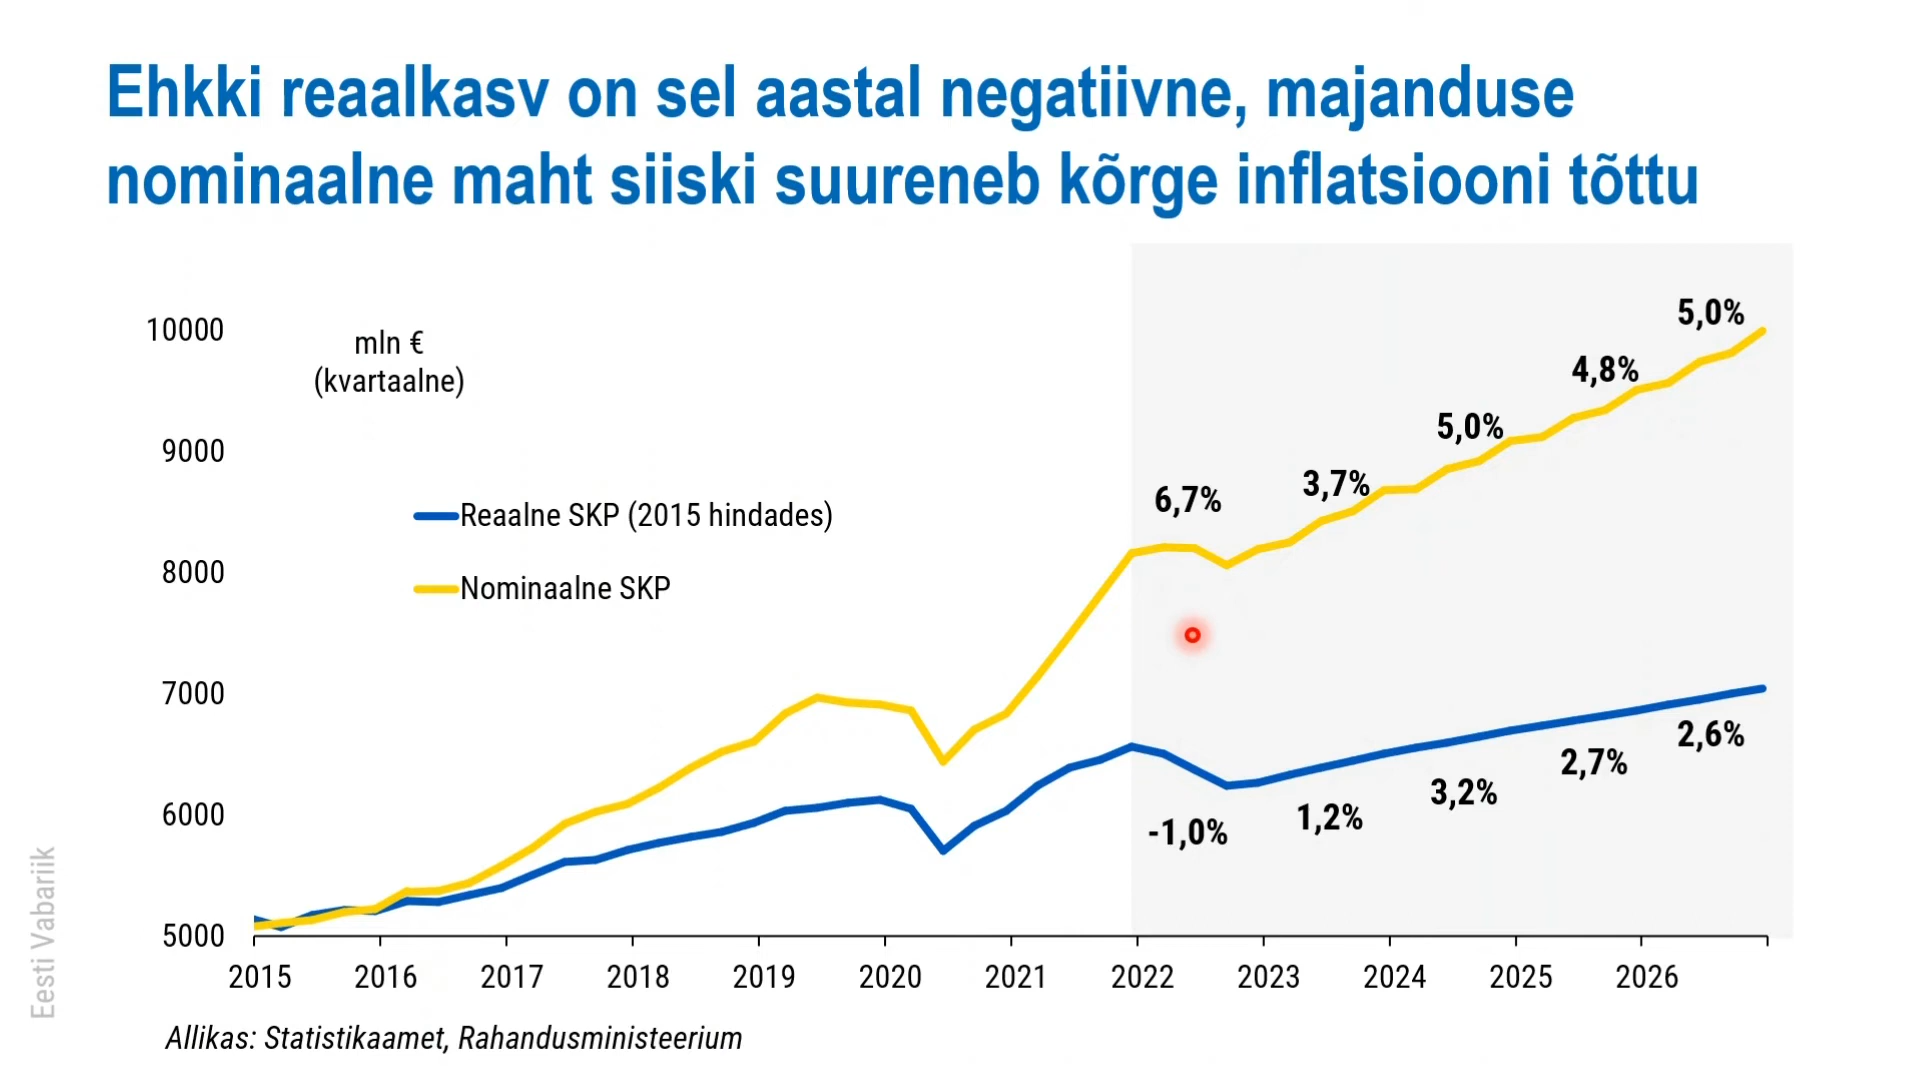 Ehkki reaalkasv on sel aastal negatiivne, majanduse
nominaalne maht siiski suureneb kõrge inflatsiooni tõttu
mln €
(kvartaalne)
10000
9000
8000
7000
6000
5000
Reaalne SKP (2015 hindades)
Nominaalne SKP
6,7%
3,7%
5,0%
4,8%
5,0%
-1,0%
1,2%
3,2%
2,7%
2,6%
2015 2016 2017 2018 2019 2020 2021 2022 2023 2024 2025 2026
Allikas: Statistikaamet, Rahandusministeerium
Eesti Vabariik